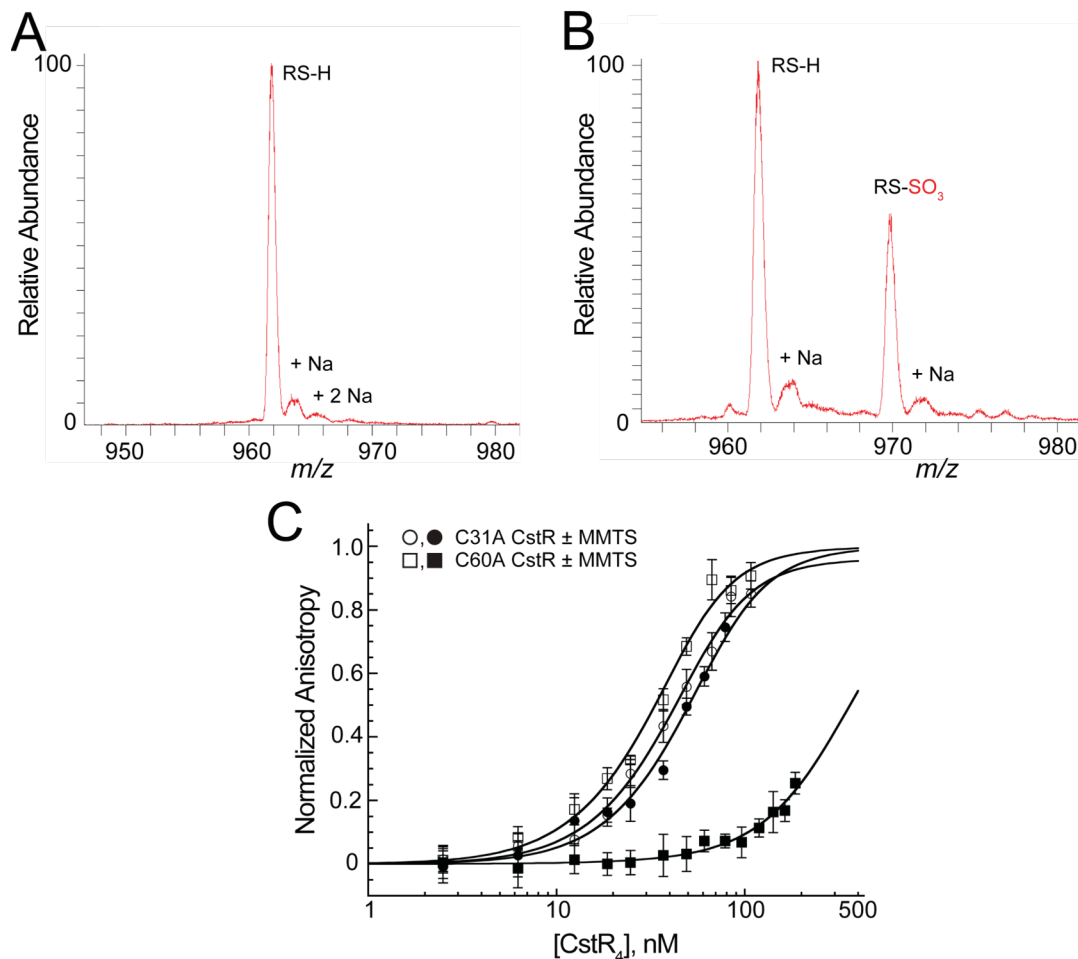 A
100
RS-H
+ Na
+ 2 Na
0
Relative Abundance
950
960
970
980
m/z
B
100
RS-H
RS-SO3
+ Na
+ Na
0
Relative Abundance
960
970
980
m/z
C
○,● C31A CstR ± MMTS
□,■ C60A CstR ± MMTS
1.0
0.8
0.6
0.4
0.2
0
Normalized Anisotropy
1
10
100
500
[CstR4], nM